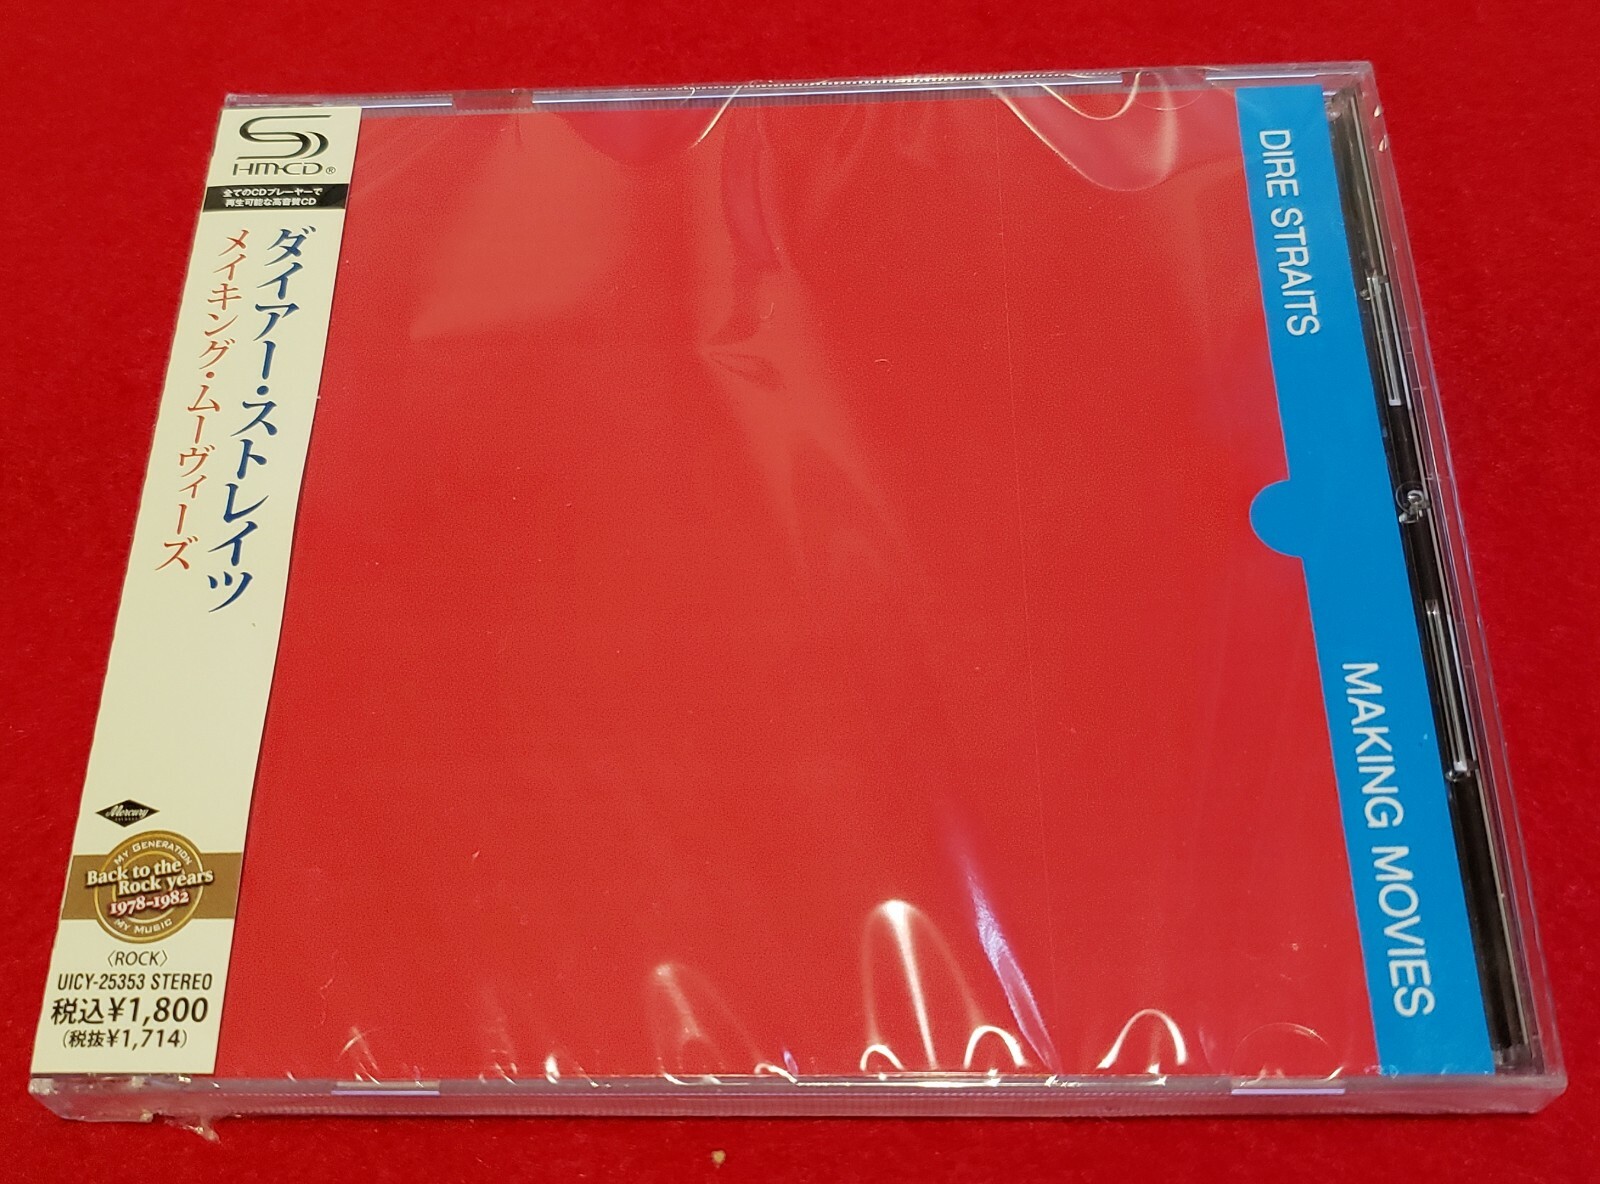 SHM-CD®
全てのCDプレーヤーで
再生可能な高音質CD
ダイアー・ストレイツ
メイキング・ムーヴィーズ
Mercury
MY GENERATION
Back to the
Rock years
1978-1982
MY MUSIC
〈ROCK〉
UICY-25353 STEREO
税込¥1,800
(税抜¥1,714)
DIRE STRAITS
MAKING MOVIES